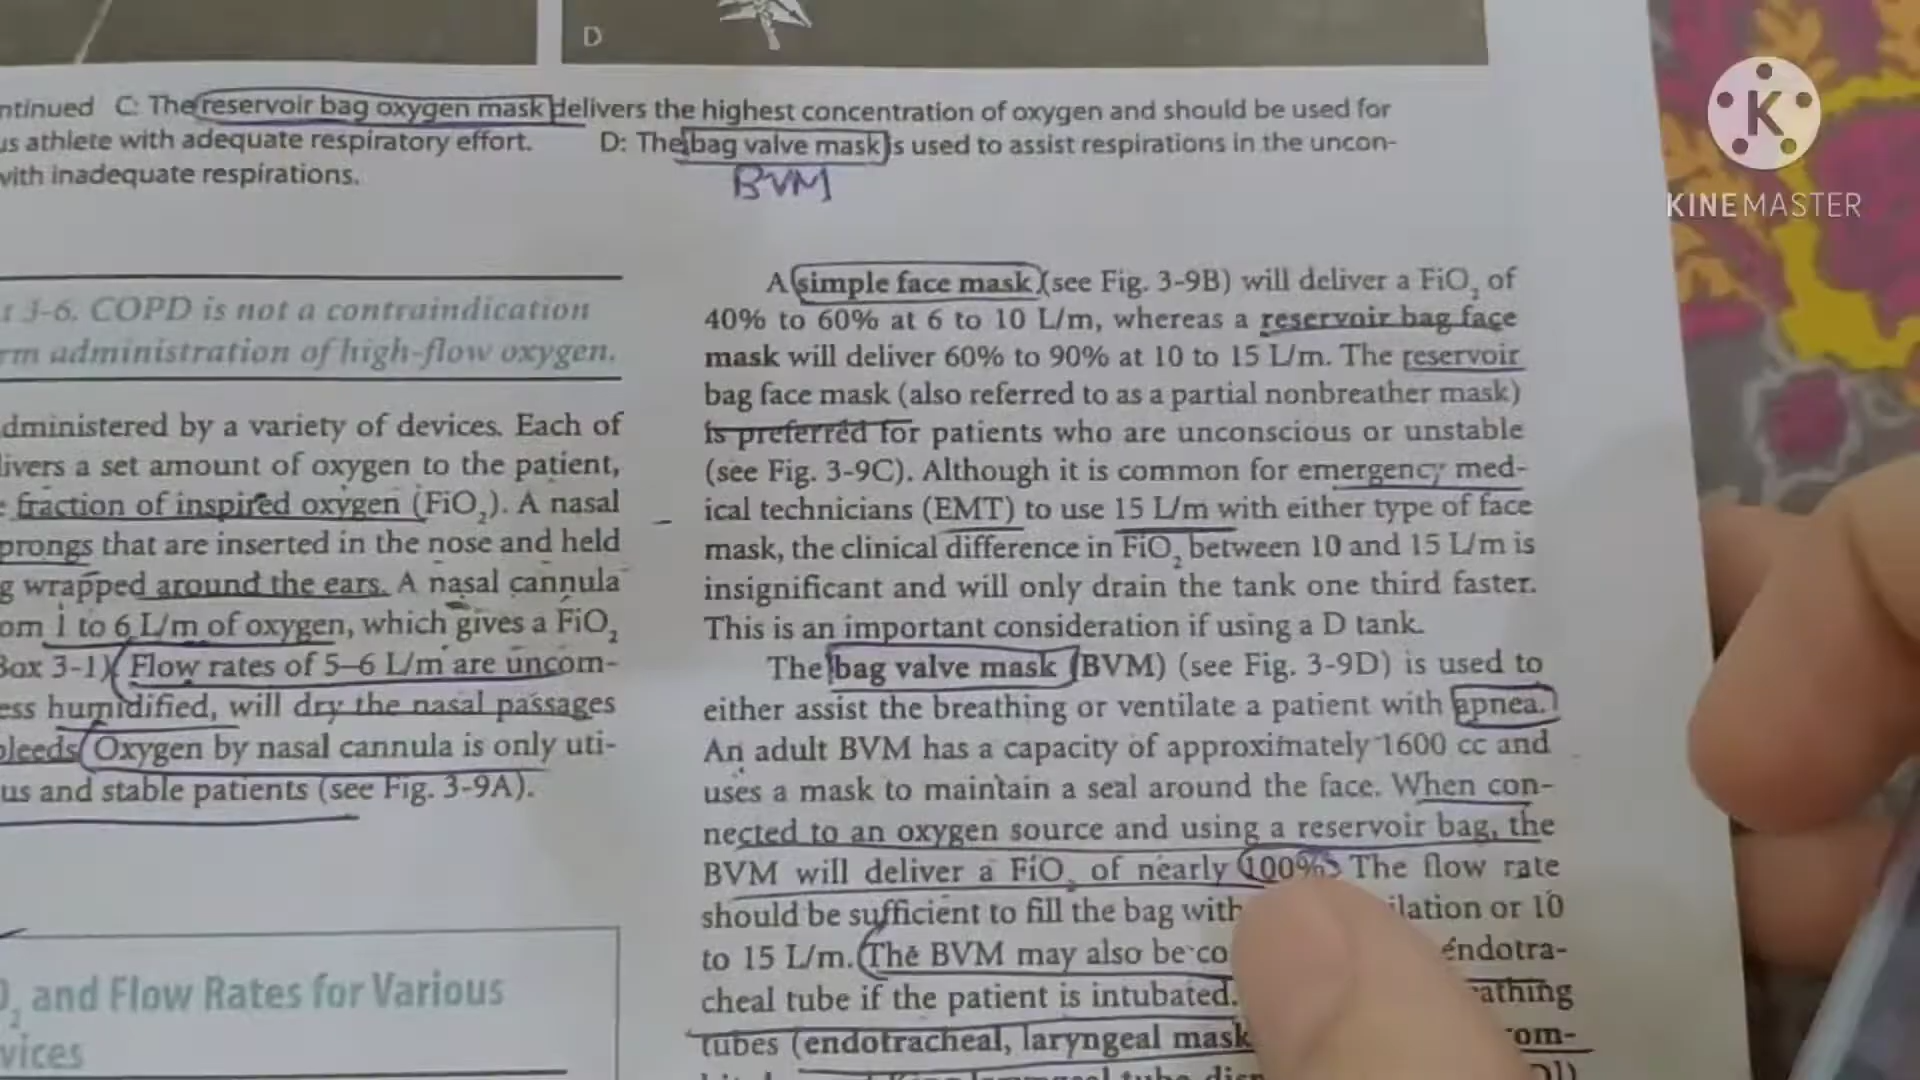 D
ntinued C: The reservoir bag oxygen mask delivers the highest concentration of oxygen and should be used for
us athlete with adequate respiratory effort. D: The bag valve mask is used to assist respirations in the uncon-
with inadequate respirations.
BVM
K
KINEMASTER
3-6. COPD is not a contraindication
rm administration of high-flow oxygen.
dministered by a variety of devices. Each of
livers a set amount of oxygen to the patient,
fraction of inspired oxygen (FiO2). A nasal
prongs that are inserted in the nose and held
g wrapped around the ears. A nasal cannula
om 1 to 6 L/m of oxygen, which gives a FiO2
Box 3-1). Flow rates of 5–6 L/m are uncom-
ess humidified, will dry the nasal passages
bleeds. Oxygen by nasal cannula is only uti-
us and stable patients (see Fig. 3-9A).
2 and Flow Rates for Various
vices
A simple face mask (see Fig. 3-9B) will deliver a FiO2 of
40% to 60% at 6 to 10 L/m, whereas a reservoir bag face
mask will deliver 60% to 90% at 10 to 15 L/m. The reservoir
bag face mask (also referred to as a partial nonbreather mask)
is preferred for patients who are unconscious or unstable
(see Fig. 3-9C). Although it is common for emergency med-
ical technicians (EMT) to use 15 L/m with either type of face
mask, the clinical difference in FiO2 between 10 and 15 L/m is
insignificant and will only drain the tank one third faster.
This is an important consideration if using a D tank.
The bag valve mask (BVM) (see Fig. 3-9D) is used to
either assist the breathing or ventilate a patient with apnea.
An adult BVM has a capacity of approximately 1600 cc and
uses a mask to maintain a seal around the face. When con-
nected to an oxygen source and using a reservoir bag, the
BVM will deliver a FiO2 of nearly 100%. The flow rate
should be sufficient to fill the bag with ilation or 10
to 15 L/m. The BVM may also be co endotra-
cheal tube if the patient is intubated. athing
tubes (endotracheal, laryngeal mask om-